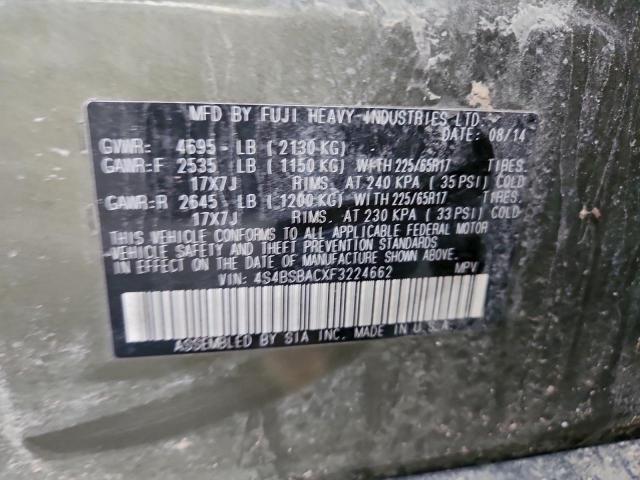 MFD BY FUJI HEAVY INDUSTRIES LTD.
DATE: 08/14
GVWR: 4695 LB (2130 KG)
GAWR:F 2535 LB (1150 KG) WITH 225/65R17 TIRES.
17X7J RIMS. AT 240 KPA (35 PSI) COLD
GAWR:R 2645 LB (1200 KG) WITH 225/65R17 TIRES.
17X7J RIMS. AT 230 KPA (33 PSI) COLD
THIS VEHICLE CONFORMS TO ALL APPLICABLE FEDERAL MOTOR
VEHICLE SAFETY AND THEFT PREVENTION STANDARDS
IN EFFECT ON THE DATE OF MANUFACTURE SHOWN ABOVE.
VIN: 4S4BSBACXF3224662 MPV
ASSEMBLED BY SIA INC. MADE IN U.S.A.